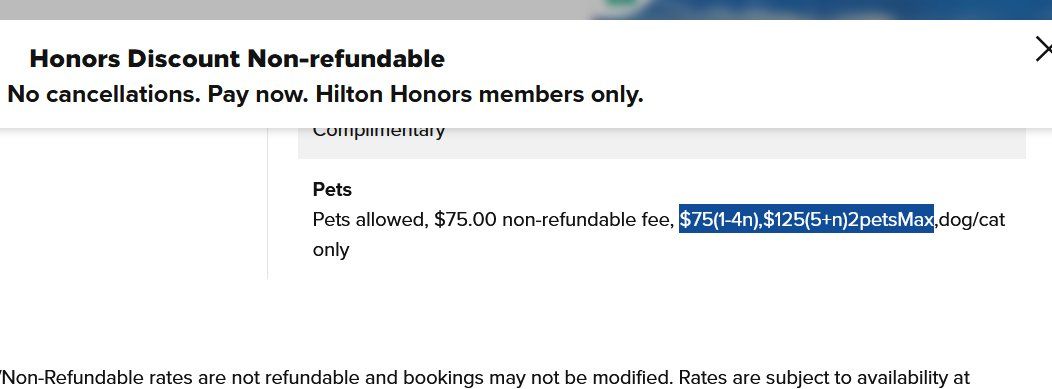 Honors Discount Non-refundable
No cancellations. Pay now. Hilton Honors members only.
Complimentary
Pets
Pets allowed, $75.00 non-refundable fee, $75(1-4n),$125(5+n)2petsMax,dog/cat
only
"Non-Refundable rates are not refundable and bookings may not be modified. Rates are subject to availability at